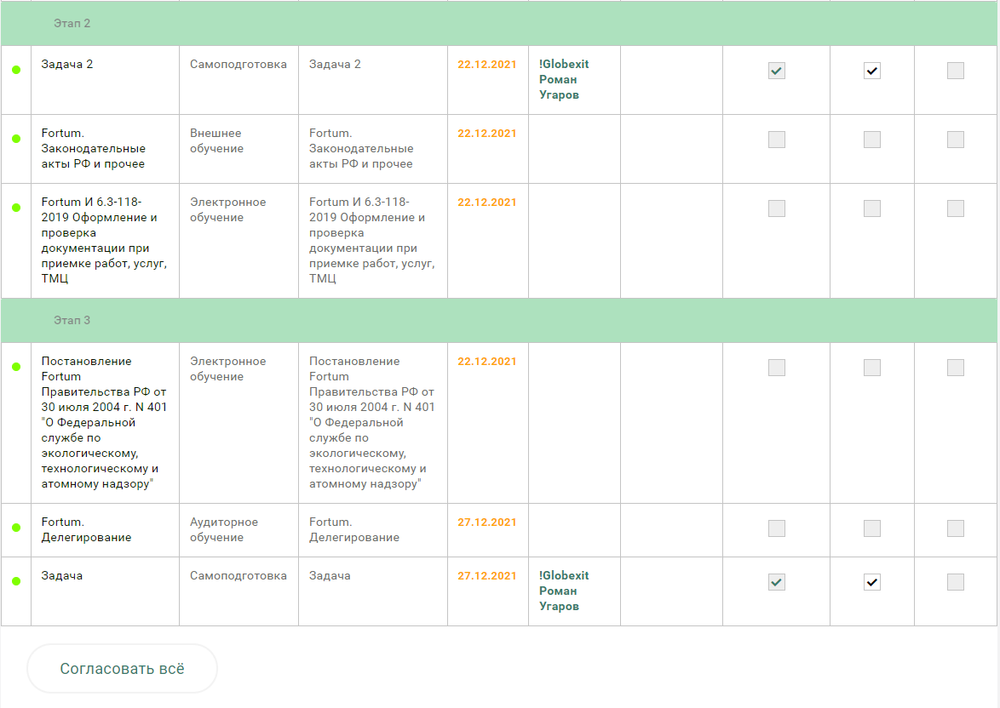 Этап 2
Задача 2
Самоподготовка
Задача 2
22.12.2021
!Globexit
Роман
Угаров
Fortum.
Законодательные
акты РФ и прочее
Внешнее
обучение
Fortum.
Законодательные
акты РФ и прочее
22.12.2021
Fortum И 6.3-118-
2019 Оформление и
проверка
документации при
приемке работ, услуг,
ТМЦ
Электронное
обучение
Fortum И 6.3-118-
2019 Оформление и
проверка
документации при
приемке работ, услуг,
ТМЦ
22.12.2021
Этап 3
Постановление
Fortum
Правительства РФ от
30 июля 2004 г. N 401
"О Федеральной
службе по
экологическому,
технологическому и
атомному надзору"
Электронное
обучение
Постановление
Fortum
Правительства РФ от
30 июля 2004 г. N 401
"О Федеральной
службе по
экологическому,
технологическому и
атомному надзору"
22.12.2021
Fortum.
Делегирование
Аудиторное
обучение
Fortum.
Делегирование
27.12.2021
Задача
Самоподготовка
Задача
27.12.2021
!Globexit
Роман
Угаров
Согласовать всё